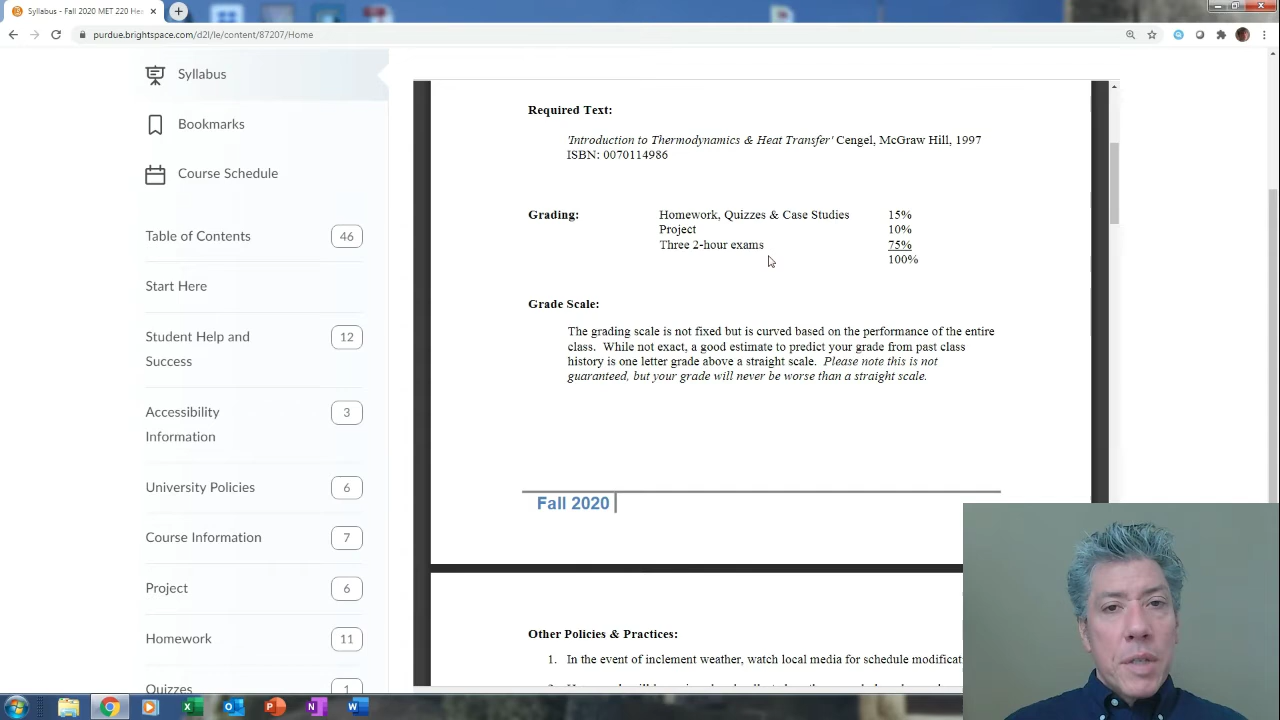 Syllabus - Fall 2020 MET 220 Hea
purdue.brightspace.com/d2l/le/content/87207/Home
Syllabus
Bookmarks
Course Schedule
Table of Contents 46
Start Here
Student Help and Success 12
Accessibility Information 3
University Policies 6
Course Information 7
Project 6
Homework 11
Quizzes 1
Required Text:
'Introduction to Thermodynamics & Heat Transfer' Cengel, McGraw Hill, 1997
ISBN: 0070114986
Grading: Homework, Quizzes & Case Studies 15%
Project 10%
Three 2-hour exams 75%
100%
Grade Scale:
The grading scale is not fixed but is curved based on the performance of the entire
class. While not exact, a good estimate to predict your grade from past class
history is one letter grade above a straight scale. Please note this is not
guaranteed, but your grade will never be worse than a straight scale.
Fall 2020
Other Policies & Practices:
1. In the event of inclement weather, watch local media for schedule modificat